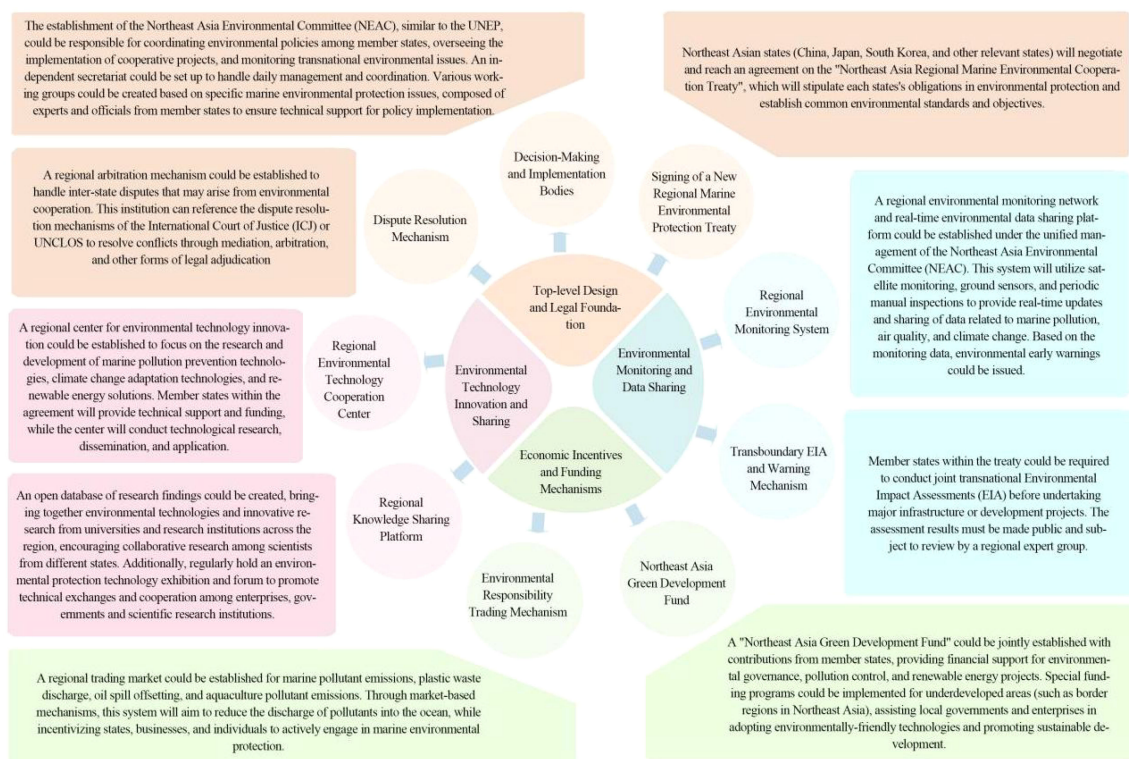 The establishment of the Northeast Asia Environmental Committee (NEAC), similar to the UNEP,
could be responsible for coordinating environmental policies among member states, overseeing the
implementation of cooperative projects, and monitoring transnational environmental issues. An in-
dependent secretariat could be set up to handle daily management and coordination. Various work-
ing groups could be created based on specific marine environmental protection issues, composed of
experts and officials from member states to ensure technical support for policy implementation.
Northeast Asian states (China, Japan, South Korea, and other relevant states) will negotiate
and reach an agreement on the "Northeast Asia Regional Marine Environmental Coopera-
tion Treaty", which will stipulate each states's obligations in environmental protection and
establish common environmental standards and objectives.
Decision-Making
and Implementation
Bodies
Signing of a New
Regional Marine
Environmental
Protection Treaty
A regional arbitration mechanism could be established to
handle inter-state disputes that may arise from environmental
cooperation. This institution can reference the dispute resolu-
tion mechanisms of the International Court of Justice (ICJ) or
UNCLOS to resolve conflicts through mediation, arbitration,
and other forms of legal adjudication
Dispute Resolution
Mechanism
A regional environmental monitoring network
and real-time environmental data sharing plat-
form could be established under the unified man-
agement of the Northeast Asia Environmental
Committee (NEAC). This system will utilize sat-
ellite monitoring, ground sensors, and periodic
manual inspections to provide real-time updates
and sharing of data related to marine pollution,
air quality, and climate change. Based on the
monitoring data, environmental early warnings
could be issued.
Top-level Design
and Legal Founda-
tion
Regional
Environmental
Monitoring System
A regional center for environmental technology innova-
tion could be established to focus on the research and
development of marine pollution prevention technolo-
gies, climate change adaptation technologies, and re-
newable energy solutions. Member states within the
agreement will provide technical support and funding,
while the center will conduct technological research,
dissemination, and application.
Regional
Environmental
Technology
Cooperation
Center
Environmental
Technology
Innovation and
Sharing
Environmental
Monitoring and
Data Sharing
Economic Incentives
and Funding
Mechanisms
Transboundary EIA
and Warning
Mechanism
Member states within the treaty could be required
to conduct joint transnational Environmental
Impact Assessments (EIA) before undertaking
major infrastructure or development projects. The
assessment results must be made public and sub-
ject to review by a regional expert group.
An open database of research findings could be created, bring-
ing together environmental technologies and innovative re-
search from universities and research institutions across the
region, encouraging collaborative research among scientists
from different states. Additionally, regularly hold an environ-
mental protection technology exhibition and forum to promote
technical exchanges and cooperation among enterprises, gov-
ernments and scientific research institutions.
Regional
Knowledge Sharing
Platform
Environmental
Responsibility
Trading Mechanism
Northeast Asia
Green Development
Fund
A regional trading market could be established for marine pollutant emissions, plastic waste
discharge, oil spill offsetting, and aquaculture pollutant emissions. Through market-based
mechanisms, this system will aim to reduce the discharge of pollutants into the ocean, while
incentivizing states, businesses, and individuals to actively engage in marine environmental
protection.
A "Northeast Asia Green Development Fund" could be jointly established with
contributions from member states, providing financial support for environmen-
tal governance, pollution control, and renewable energy projects. Special fund-
ing programs could be implemented for underdeveloped areas (such as border
regions in Northeast Asia), assisting local governments and enterprises in
adopting environmentally-friendly technologies and promoting sustainable de-
velopment.